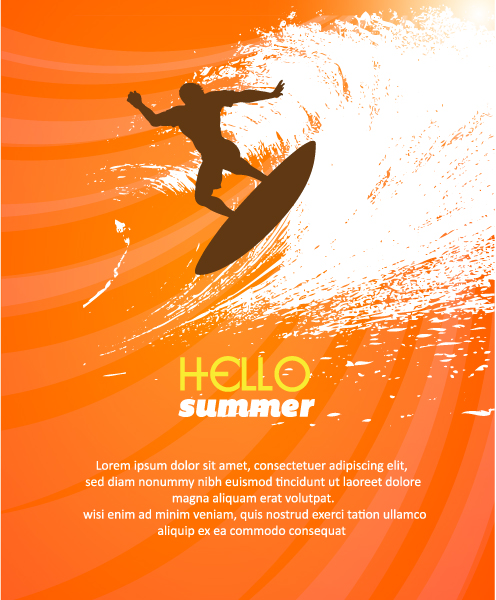 HELLO
summer
Lorem ipsum dolor sit amet, consectetuer adipiscing elit,
sed diam nonummy nibh euismod tincidunt ut laoreet dolore
magna aliquam erat volutpat.
wisi enim ad minim veniam, quis nostrud exerci tation ullamco
aliquip ex ea commodo consequat